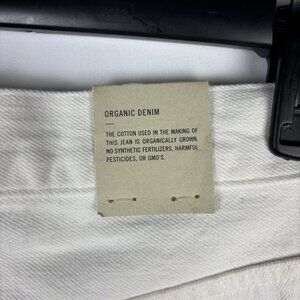 ORGANIC DENIM
THE COTTON USED IN THE MAKING OF
THIS JEAN IS ORGANICALLY GROWN.
NO SYNTHETIC FERTILIZERS, HARMFUL
PESTICIDES, OR GMO'S.